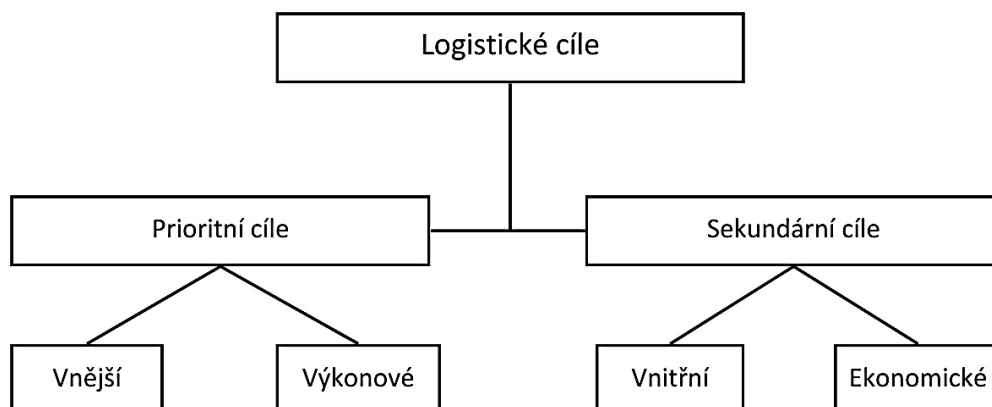 Logistické cíle
Prioritní cíle
Sekundární cíle
Vnější
Výkonové
Vnitřní
Ekonomické